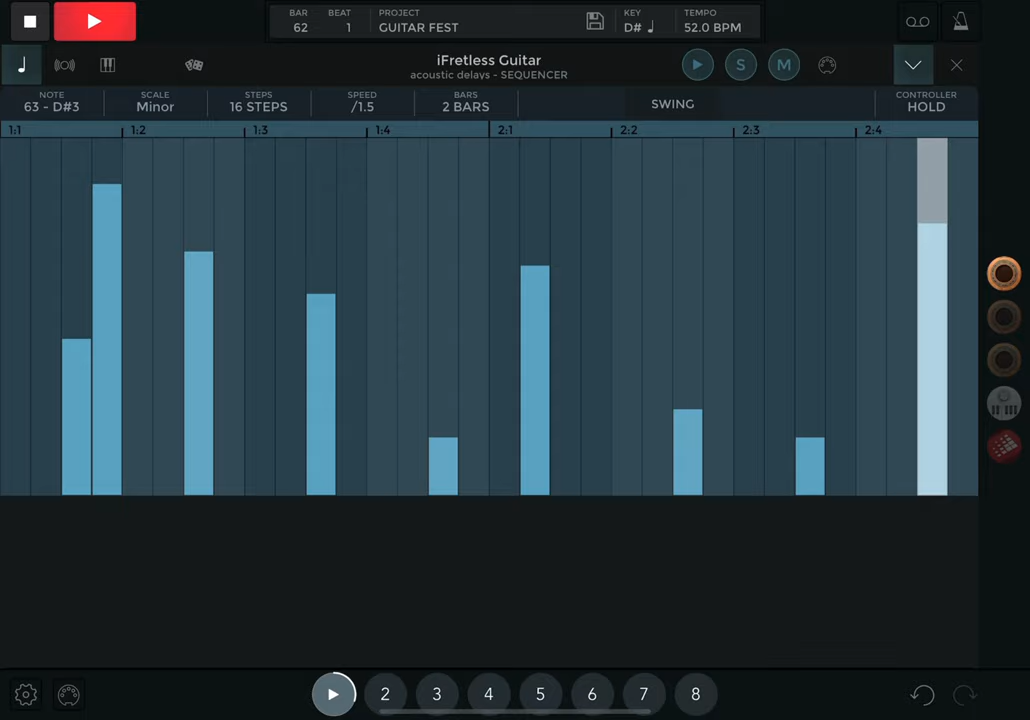 BAR BEAT PROJECT KEY TEMPO
62 1 GUITAR FEST D# ♩ 52.0 BPM
iFretless Guitar
acoustic delays - SEQUENCER
S M
NOTE SCALE STEPS SPEED BARS SWING CONTROLLER
63 - D#3 Minor 16 STEPS /1.5 2 BARS HOLD
1:1 1:2 1:3 1:4 2:1 2:2 2:3 2:4
2 3 4 5 6 7 8